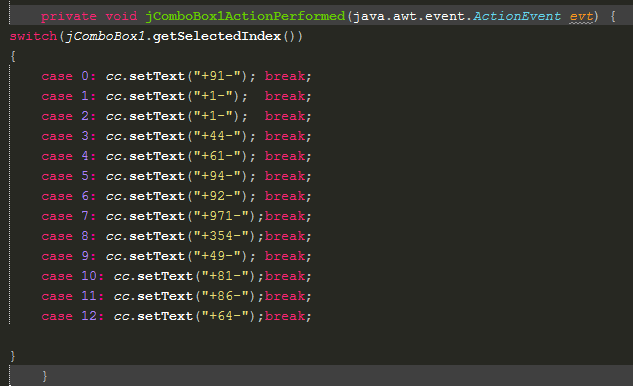 private void jComboBox1ActionPerformed(java.awt.event.ActionEvent evt) {
switch(jComboBox1.getSelectedIndex())
{
    case 0: cc.setText("+91-"); break;
    case 1: cc.setText("+1-");  break;
    case 2: cc.setText("+1-");  break;
    case 3: cc.setText("+44-"); break;
    case 4: cc.setText("+61-"); break;
    case 5: cc.setText("+94-"); break;
    case 6: cc.setText("+92-"); break;
    case 7: cc.setText("+971-");break;
    case 8: cc.setText("+354-");break;
    case 9: cc.setText("+49-"); break;
    case 10: cc.setText("+81-");break;
    case 11: cc.setText("+86-");break;
    case 12: cc.setText("+64-");break;

}
    }